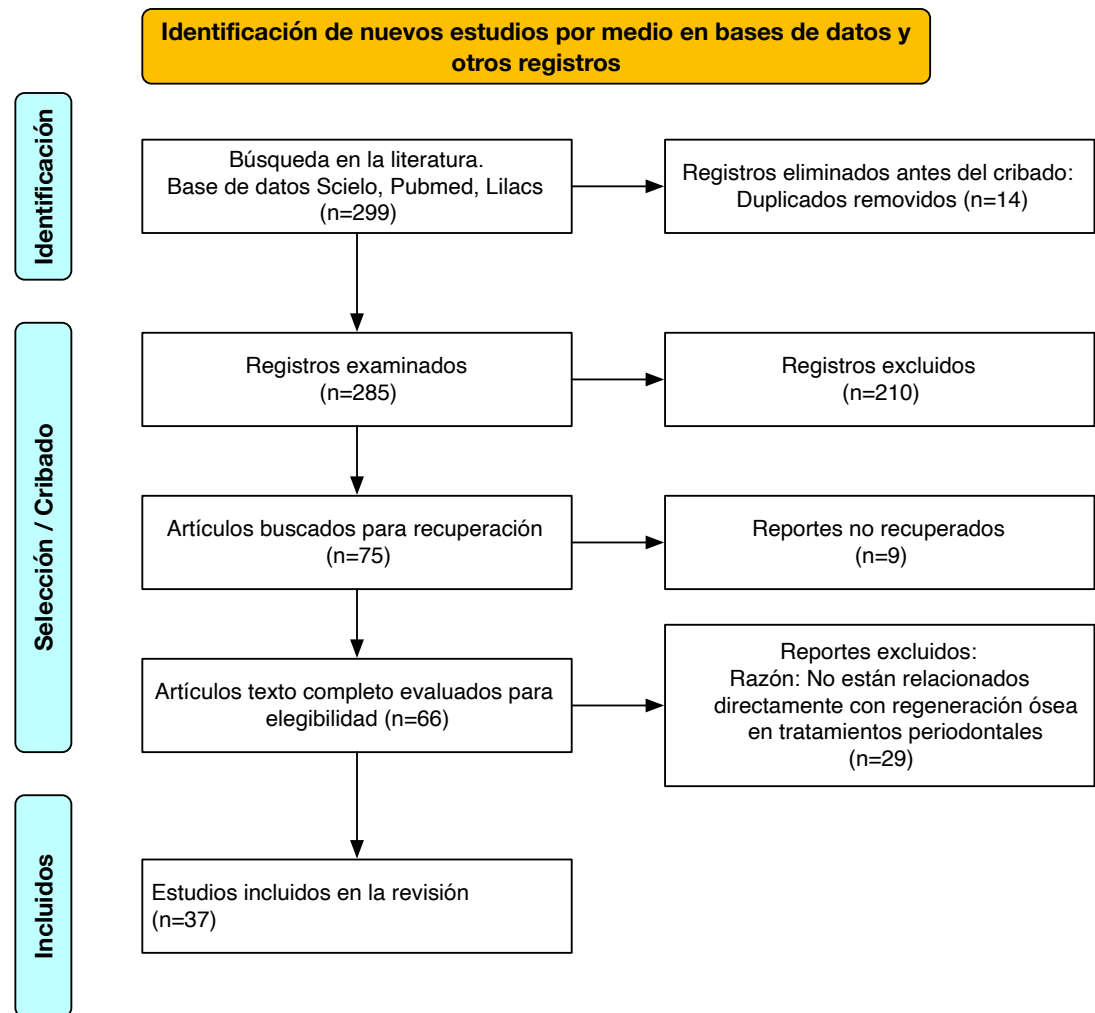 Identificación de nuevos estudios por medio en bases de datos y
otros registros
Identificación
Búsqueda en la literatura.
Base de datos Scielo, Pubmed, Lilacs
(n=299)
Registros eliminados antes del cribado:
Duplicados removidos (n=14)
Selección / Cribado
Registros examinados
(n=285)
Registros excluidos
(n=210)
Artículos buscados para recuperación
(n=75)
Reportes no recuperados
(n=9)
Artículos texto completo evaluados para
elegibilidad (n=66)
Reportes excluidos:
Razón: No están relacionados
directamente con regeneración ósea
en tratamientos periodontales
(n=29)
Incluidos
Estudios incluidos en la revisión
(n=37)